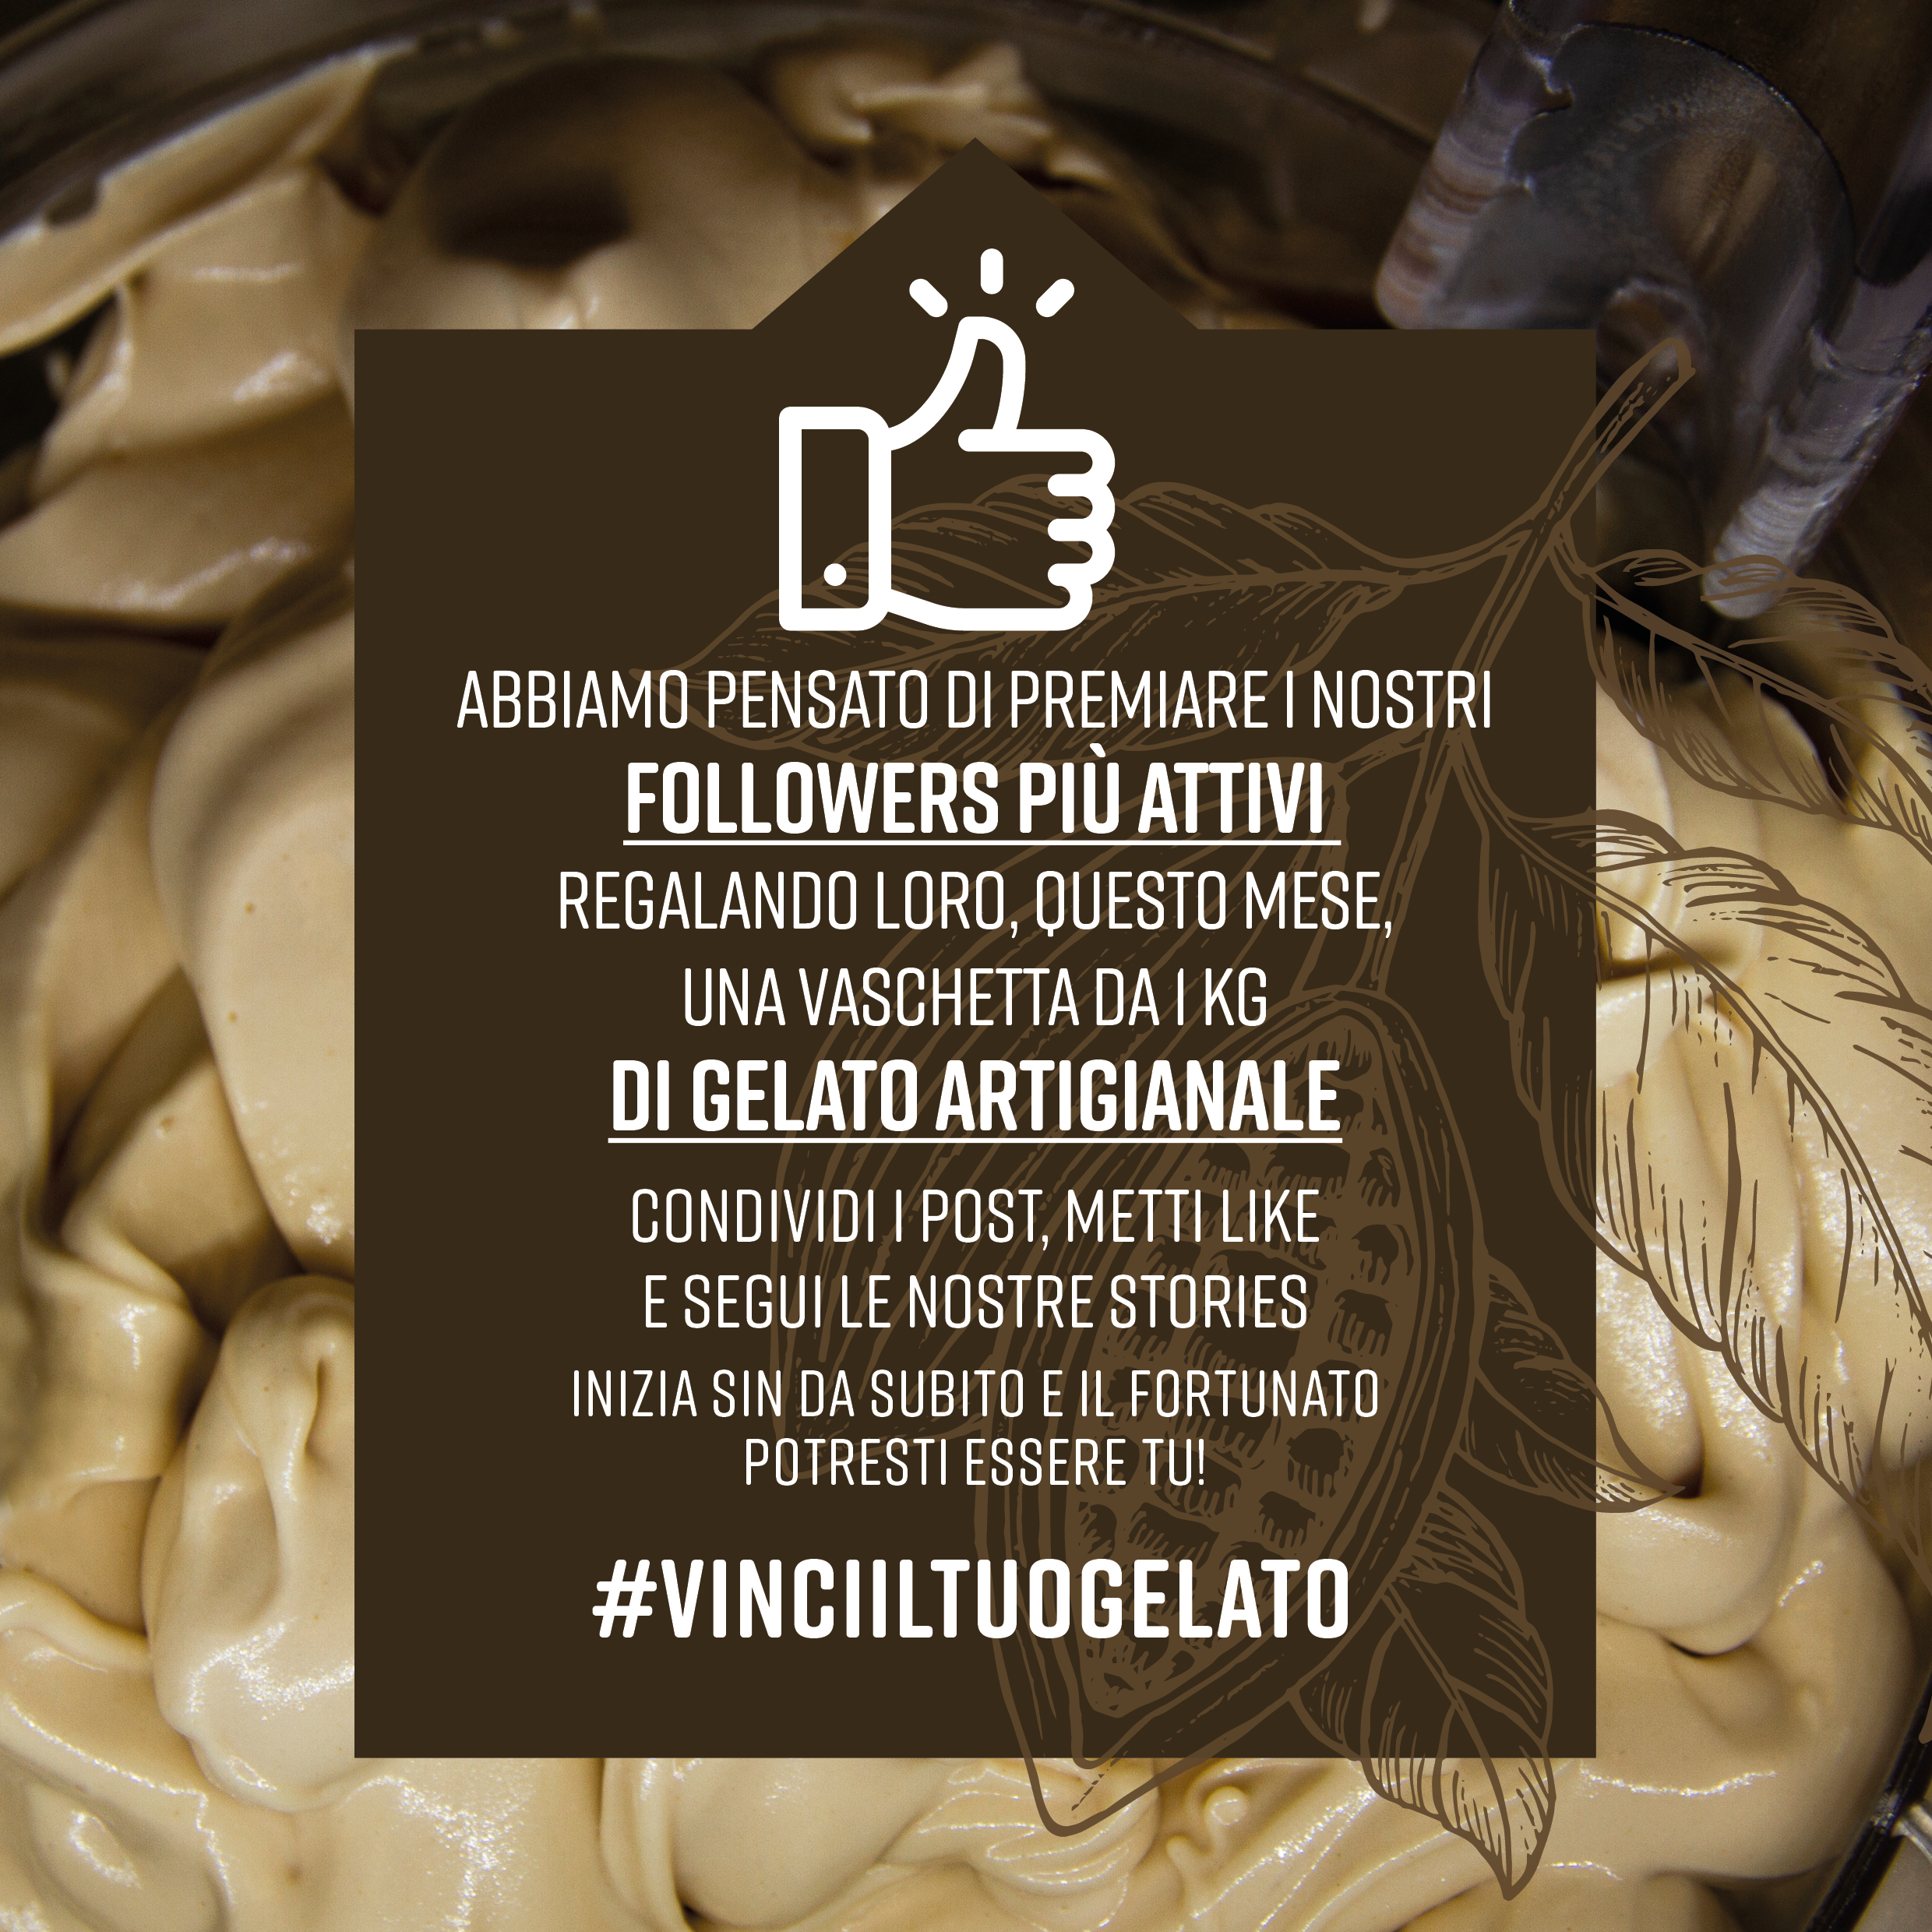 ABBIAMO PENSATO DI PREMIARE I NOSTRI
FOLLOWERS PIÙ ATTIVI
REGALANDO LORO, QUESTO MESE,
UNA VASCHETTA DA 1 KG
DI GELATO ARTIGIANALE
CONDIVIDI I POST, METTI LIKE
E SEGUI LE NOSTRE STORIES
INIZIA SIN DA SUBITO E IL FORTUNATO
POTRESTI ESSERE TU!
#VINCIILTUOGELATO